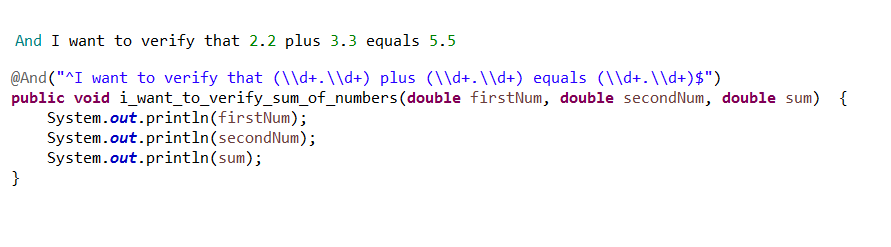 And I want to verify that 2.2 plus 3.3 equals 5.5
@And("^I want to verify that (\\d+.\\d+) plus (\\d+.\\d+) equals (\\d+.\\d+)$")
public void i_want_to_verify_sum_of_numbers(double firstNum, double secondNum, double sum)  {
    System.out.println(firstNum);
    System.out.println(secondNum);
    System.out.println(sum);
}